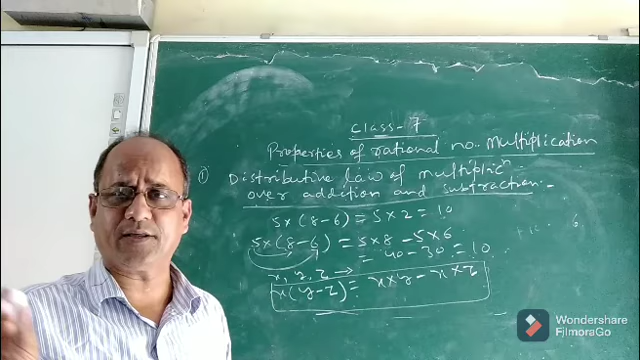 Class - 7
Properties of rational no. Multiplication
① Distributive law of multiplicn
over addition and subtraction. -
5 × (8-6) = 5 × 2 = 10
5 × (8-6) = 5 × 8 - 5 × 6
= 40 - 30 = 10
x, y, z →
x(y-z) = x × y - x × z
6
Wondershare
FilmoraGo